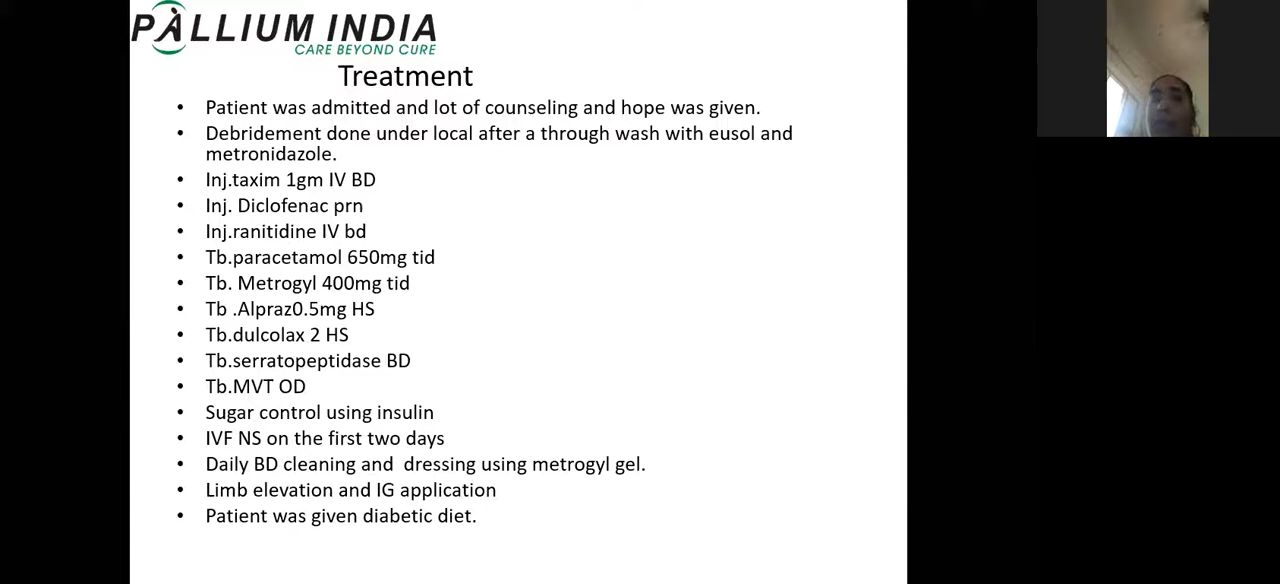 PALLIUM INDIA
CARE BEYOND CURE
Treatment
• Patient was admitted and lot of counseling and hope was given.
• Debridement done under local after a through wash with eusol and
metronidazole.
• Inj.taxim 1gm IV BD
• Inj. Diclofenac prn
• Inj.ranitidine IV bd
• Tb.paracetamol 650mg tid
• Tb. Metrogyl 400mg tid
• Tb .Alpraz0.5mg HS
• Tb.dulcolax 2 HS
• Tb.serratopeptidase BD
• Tb.MVT OD
• Sugar control using insulin
• IVF NS on the first two days
• Daily BD cleaning and  dressing using metrogyl gel.
• Limb elevation and IG application
• Patient was given diabetic diet.